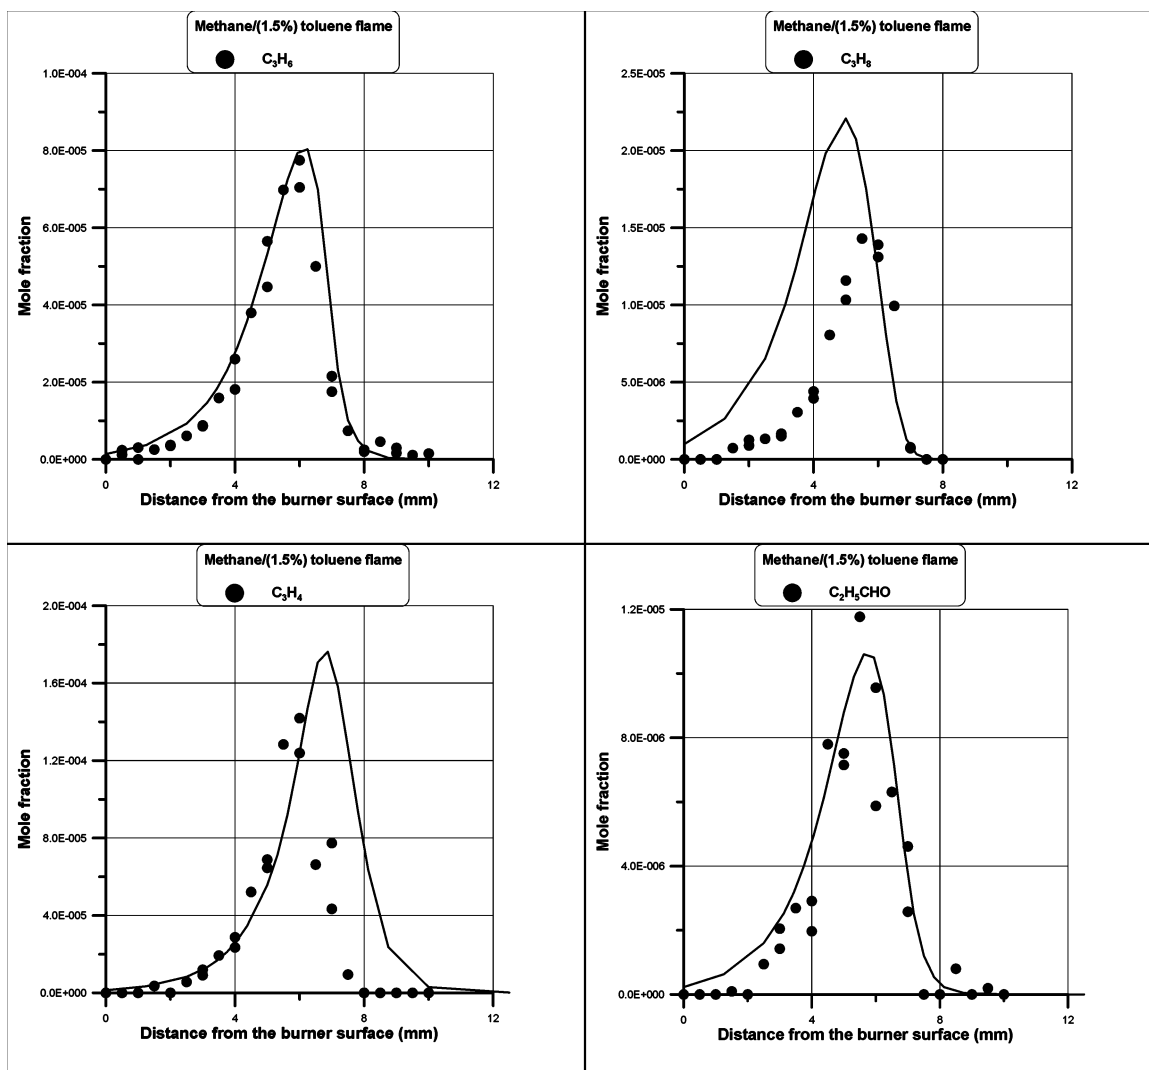 Methane/(1.5%) toluene flame
C₃H₆
1.0E-004
8.0E-005
6.0E-005
4.0E-005
2.0E-005
0.0E+000
Mole fraction
0 4 8 12
Distance from the burner surface (mm)
Methane/(1.5%) toluene flame
C₃H₈
2.5E-005
2.0E-005
1.5E-005
1.0E-005
5.0E-006
0.0E+000
Mole fraction
0 4 8 12
Distance from the burner surface (mm)
Methane/(1.5%) toluene flame
C₃H₄
2.0E-004
1.6E-004
1.2E-004
8.0E-005
4.0E-005
0.0E+000
Mole fraction
0 4 8 12
Distance from the burner surface (mm)
Methane/(1.5%) toluene flame
C₂H₅CHO
1.2E-005
8.0E-006
4.0E-006
0.0E+000
Mole fraction
0 4 8 12
Distance from the burner surface (mm)